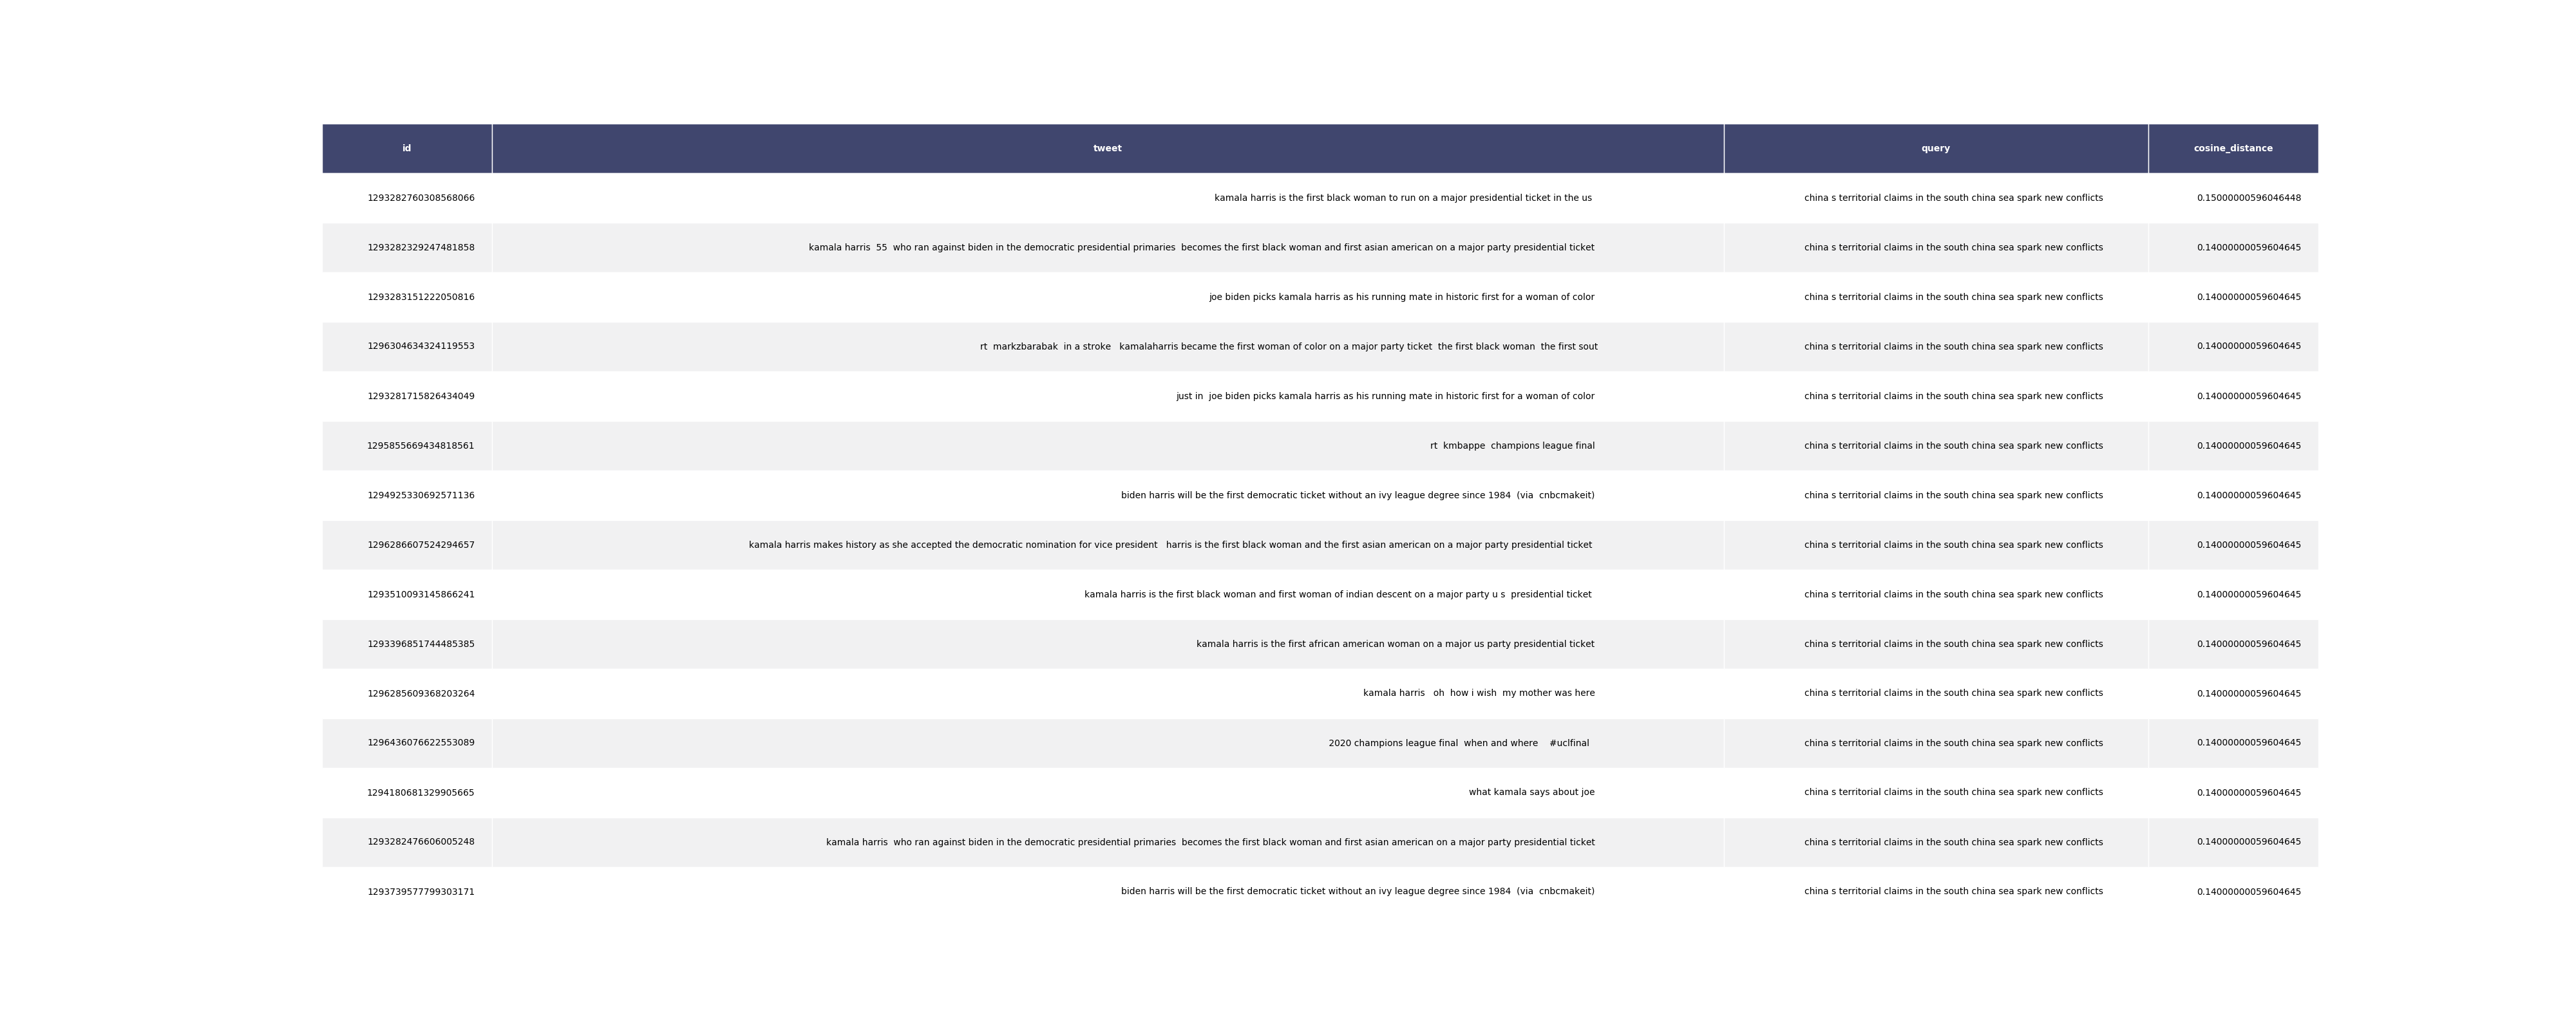 id tweet query cosine_distance
1293282760308568066 kamala harris is the first black woman to run on a major presidential ticket in the us china s territorial claims in the south china sea spark new conflicts 0.15000000596046448
1293282329247481858 kamala harris  55  who ran against biden in the democratic presidential primaries  becomes the first black woman and first asian american on a major party presidential ticket china s territorial claims in the south china sea spark new conflicts 0.14000000059604645
1293283151222050816 joe biden picks kamala harris as his running mate in historic first for a woman of color china s territorial claims in the south china sea spark new conflicts 0.14000000059604645
1296304634324119553 rt  markzbarabak  in a stroke   kamalaharris became the first woman of color on a major party ticket  the first black woman  the first sout china s territorial claims in the south china sea spark new conflicts 0.14000000059604645
1293281715826434049 just in  joe biden picks kamala harris as his running mate in historic first for a woman of color china s territorial claims in the south china sea spark new conflicts 0.14000000059604645
1295855669434818561 rt  kmbappe  champions league final china s territorial claims in the south china sea spark new conflicts 0.14000000059604645
1294925330692571136 biden harris will be the first democratic ticket without an ivy league degree since 1984  (via  cnbcmakeit) china s territorial claims in the south china sea spark new conflicts 0.14000000059604645
1296286607524294657 kamala harris makes history as she accepted the democratic nomination for vice president   harris is the first black woman and the first asian american on a major party presidential ticket china s territorial claims in the south china sea spark new conflicts 0.14000000059604645
1293510093145866241 kamala harris is the first black woman and first woman of indian descent on a major party u s  presidential ticket china s territorial claims in the south china sea spark new conflicts 0.14000000059604645
1293396851744485385 kamala harris is the first african american woman on a major us party presidential ticket china s territorial claims in the south china sea spark new conflicts 0.14000000059604645
1296285609368203264 kamala harris   oh  how i wish  my mother was here china s territorial claims in the south china sea spark new conflicts 0.14000000059604645
1296436076622553089 2020 champions league final  when and where    #uclfinal china s territorial claims in the south china sea spark new conflicts 0.14000000059604645
1294180681329905665 what kamala says about joe china s territorial claims in the south china sea spark new conflicts 0.14000000059604645
1293282476606005248 kamala harris  who ran against biden in the democratic presidential primaries  becomes the first black woman and first asian american on a major party presidential ticket china s territorial claims in the south china sea spark new conflicts 0.14000000059604645
1293739577799303171 biden harris will be the first democratic ticket without an ivy league degree since 1984  (via  cnbcmakeit) china s territorial claims in the south china sea spark new conflicts 0.14000000059604645